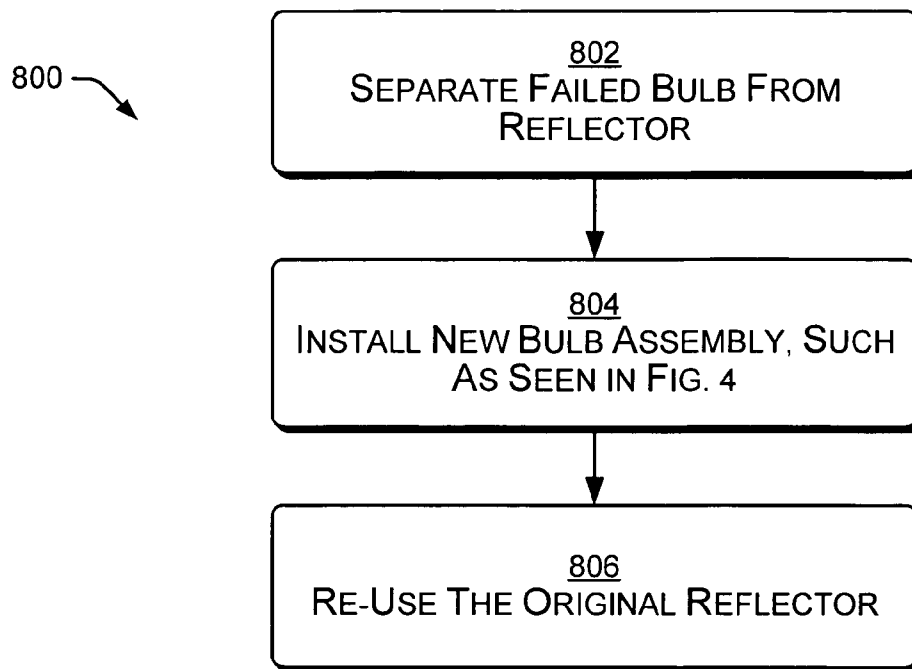 800
802
SEPARATE FAILED BULB FROM
REFLECTOR
804
INSTALL NEW BULB ASSEMBLY, SUCH
AS SEEN IN FIG. 4
806
RE-USE THE ORIGINAL REFLECTOR